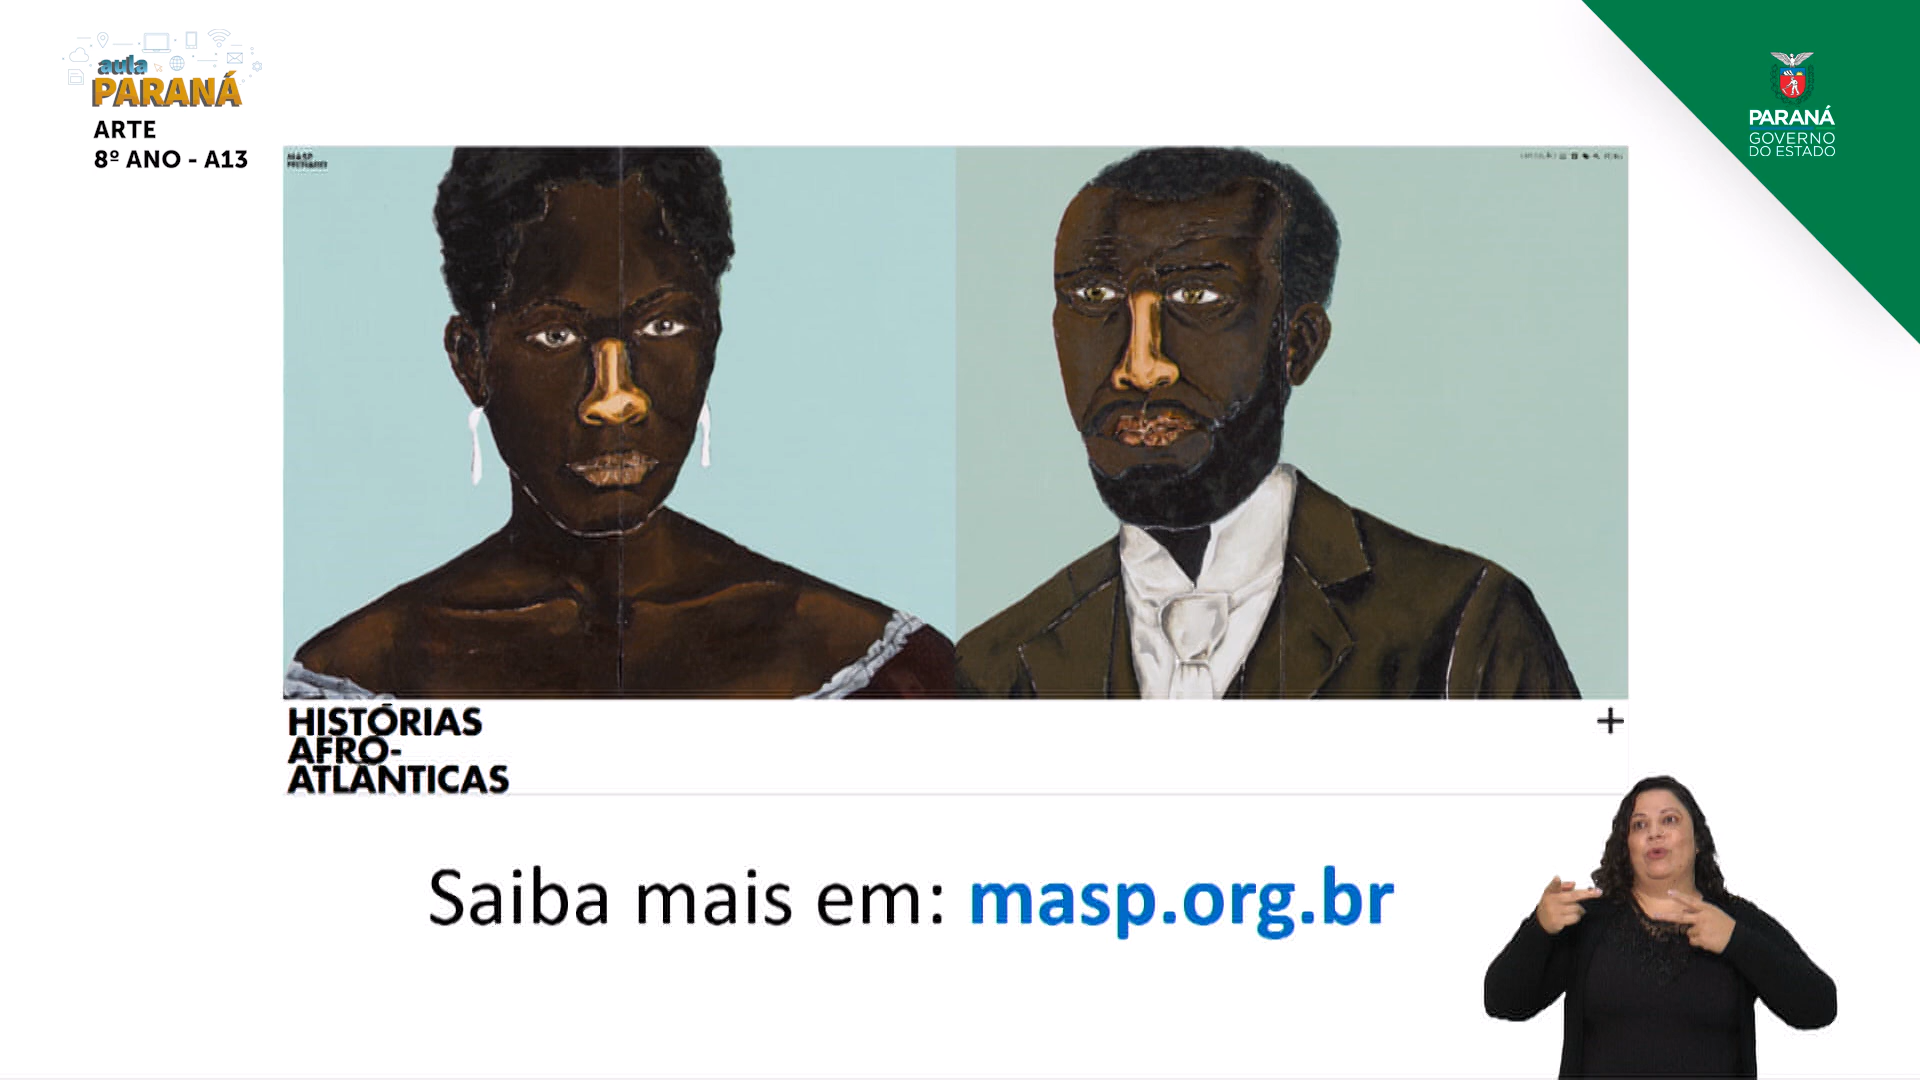 aula
PARANÁ
ARTE
8º ANO - A13
PARANÁ
GOVERNO
DO ESTADO
MASP
HISTÓRIAS
AFRO-
ATLÂNTICAS
+
Saiba mais em: masp.org.br